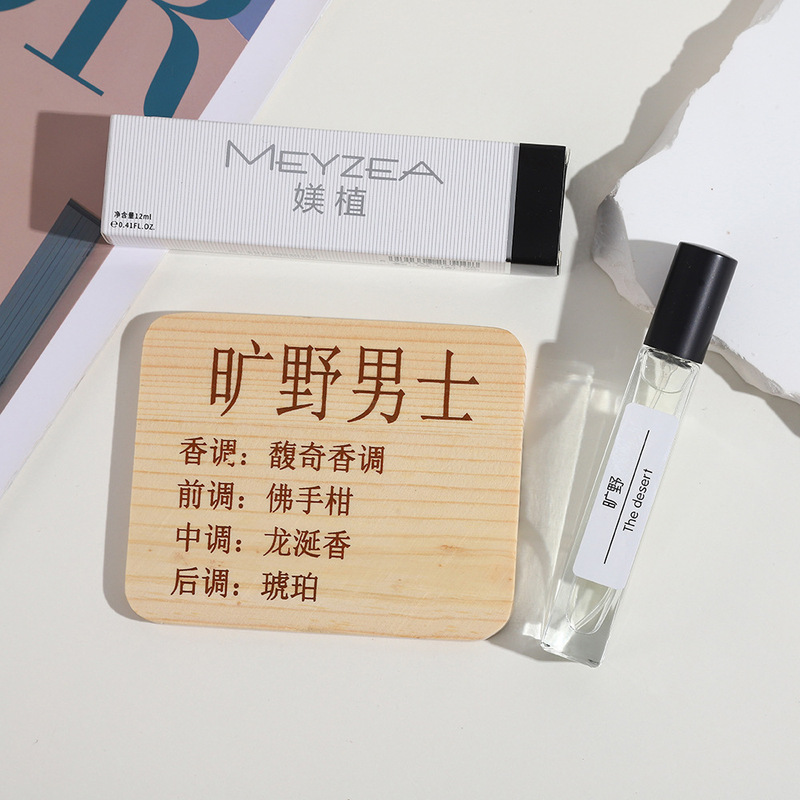 OR
MEYZEA
媄植
净含量12ml
℮0.41FL.OZ.
旷野男士
香调：馥奇香调
前调：佛手柑
中调：龙涎香
后调：琥珀
旷野
The desert